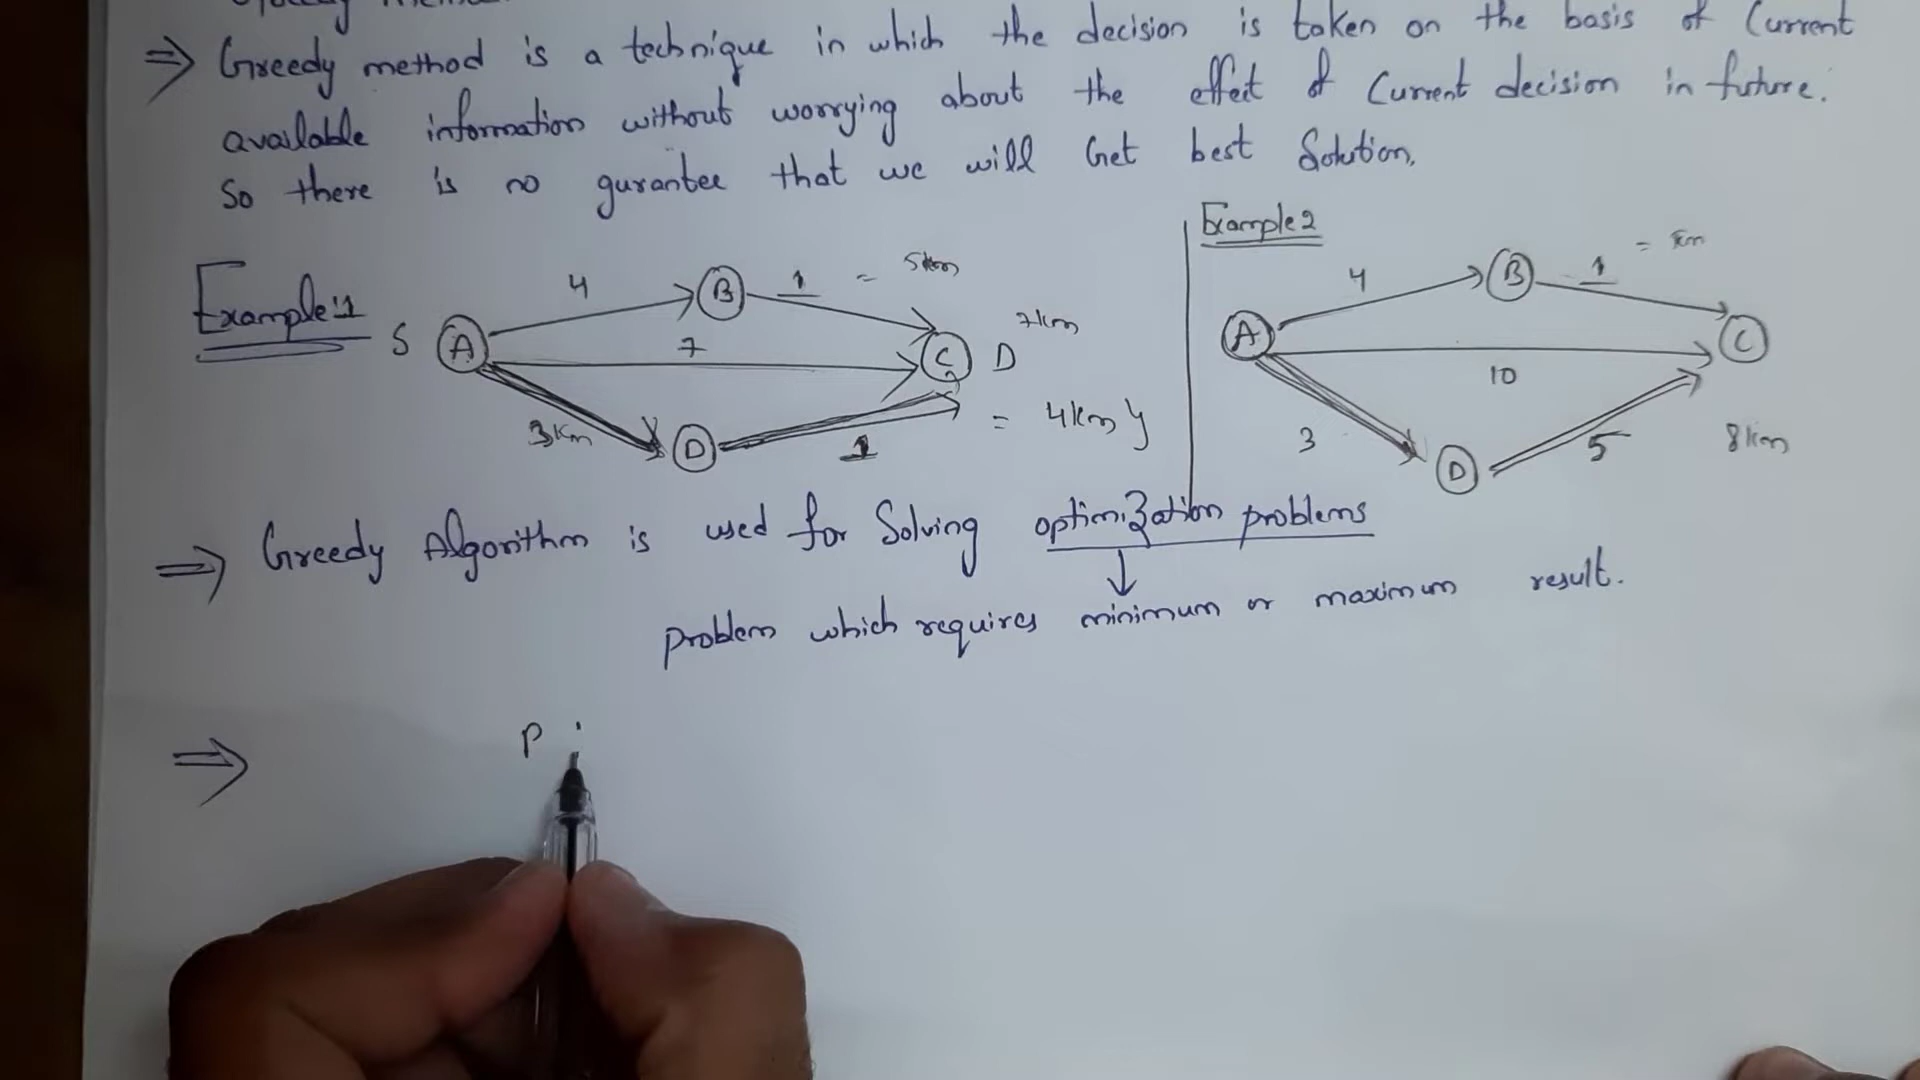 ⇒ Greedy method is a technique in which the decision is taken on the basis of Current
available information without worrying about the effect of Current decision in future.
So there is no gurantee that we will Get best Solution.
Example:1
S
A
4
B
1
= 5km
7
C
D
7km
3km
D
1
= 4km
Example 2
A
4
B
1
= km
10
C
3
D
5
8km
⇒ Greedy Algorithm is used for Solving optimization problems
↓
problem which requires minimum or maximum result.
⇒ P